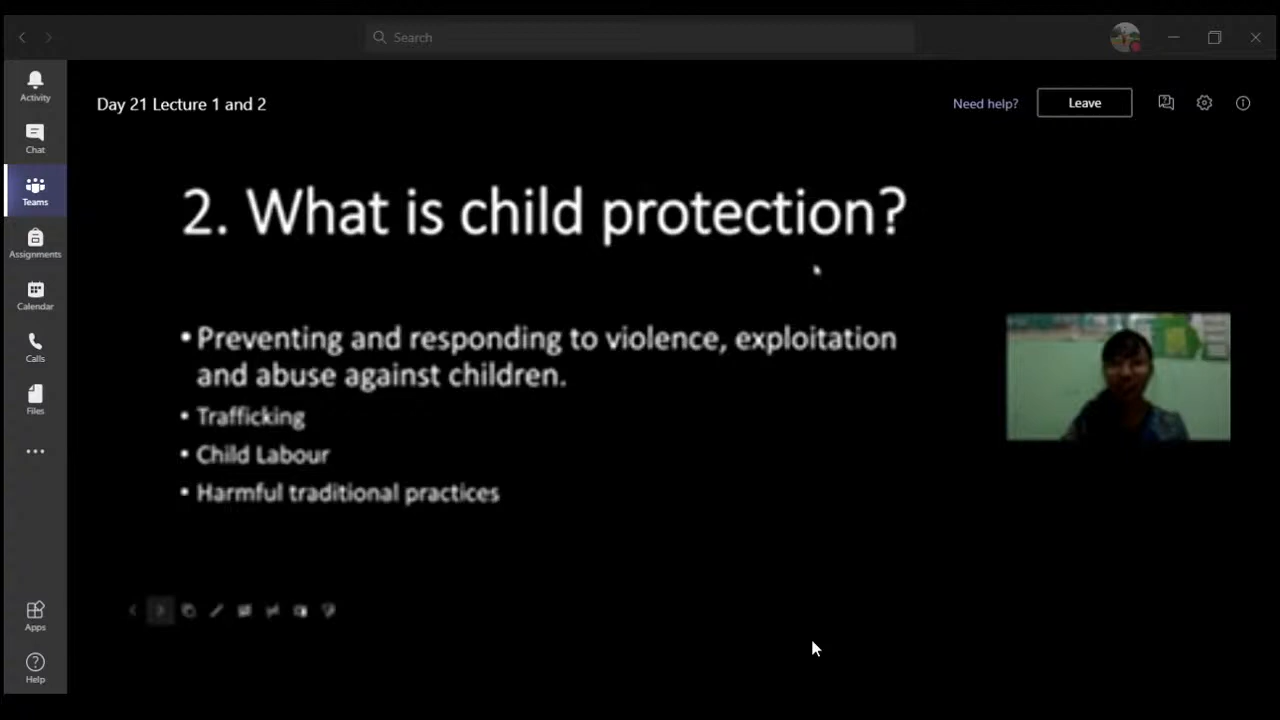 Search
Activity
Chat
Teams
Assignments
Calendar
Calls
Files
Apps
Help
Day 21 Lecture 1 and 2
Need help?
Leave
2. What is child protection?
• Preventing and responding to violence, exploitation
and abuse against children.
• Trafficking
• Child Labour
• Harmful traditional practices